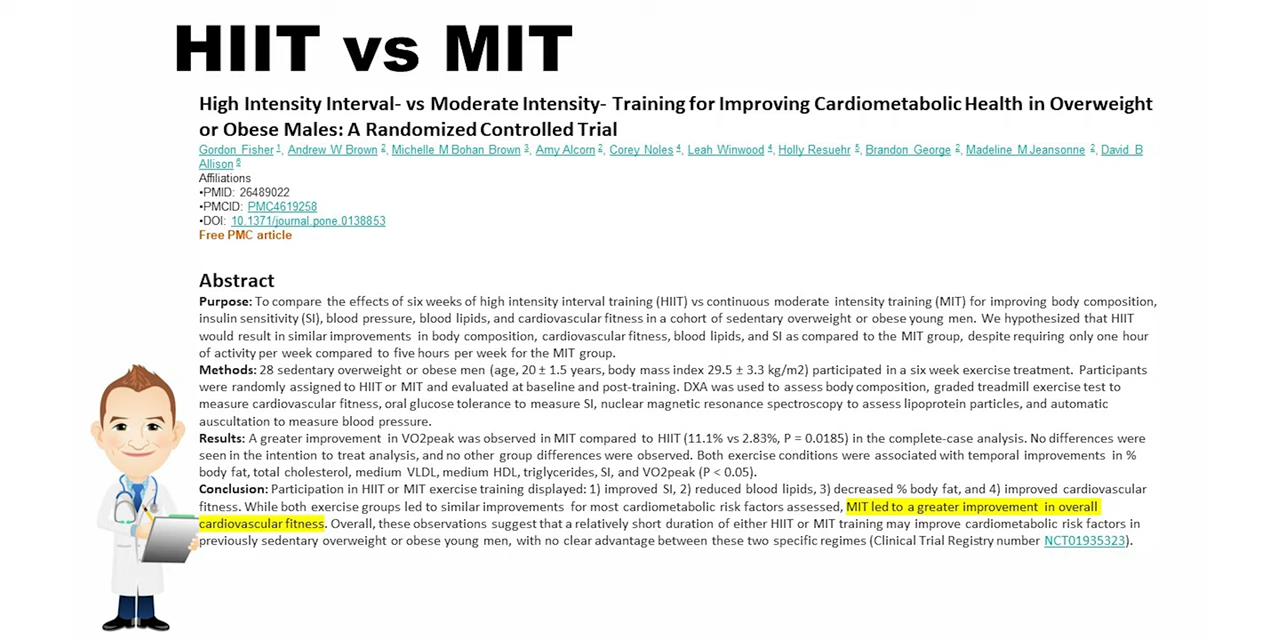 HIIT vs MIT
High Intensity Interval- vs Moderate Intensity- Training for Improving Cardiometabolic Health in Overweight
or Obese Males: A Randomized Controlled Trial
Gordon Fisher 1, Andrew W Brown 2, Michelle M Bohan Brown 3, Amy Alcorn 2, Corey Noles 4, Leah Winwood 4, Holly Resuehr 5, Brandon George 2, Madeline M Jeansonne 2, David B
Allison 6
Affiliations
•PMID: 26489022
•PMCID: PMC4619258
•DOI: 10.1371/journal.pone.0138853
Free PMC article
Abstract
Purpose: To compare the effects of six weeks of high intensity interval training (HIIT) vs continuous moderate intensity training (MIT) for improving body composition,
insulin sensitivity (SI), blood pressure, blood lipids, and cardiovascular fitness in a cohort of sedentary overweight or obese young men. We hypothesized that HIIT
would result in similar improvements in body composition, cardiovascular fitness, blood lipids, and SI as compared to the MIT group, despite requiring only one hour
of activity per week compared to five hours per week for the MIT group.
Methods: 28 sedentary overweight or obese men (age, 20 ± 1.5 years, body mass index 29.5 ± 3.3 kg/m2) participated in a six week exercise treatment. Participants
were randomly assigned to HIIT or MIT and evaluated at baseline and post-training. DXA was used to assess body composition, graded treadmill exercise test to
measure cardiovascular fitness, oral glucose tolerance to measure SI, nuclear magnetic resonance spectroscopy to assess lipoprotein particles, and automatic
auscultation to measure blood pressure.
Results: A greater improvement in VO2peak was observed in MIT compared to HIIT (11.1% vs 2.83%, P = 0.0185) in the complete-case analysis. No differences were
seen in the intention to treat analysis, and no other group differences were observed. Both exercise conditions were associated with temporal improvements in %
body fat, total cholesterol, medium VLDL, medium HDL, triglycerides, SI, and VO2peak (P < 0.05).
Conclusion: Participation in HIIT or MIT exercise training displayed: 1) improved SI, 2) reduced blood lipids, 3) decreased % body fat, and 4) improved cardiovascular
fitness. While both exercise groups led to similar improvements for most cardiometabolic risk factors assessed, MIT led to a greater improvement in overall
cardiovascular fitness. Overall, these observations suggest that a relatively short duration of either HIIT or MIT training may improve cardiometabolic risk factors in
previously sedentary overweight or obese young men, with no clear advantage between these two specific regimes (Clinical Trial Registry number NCT01935323).